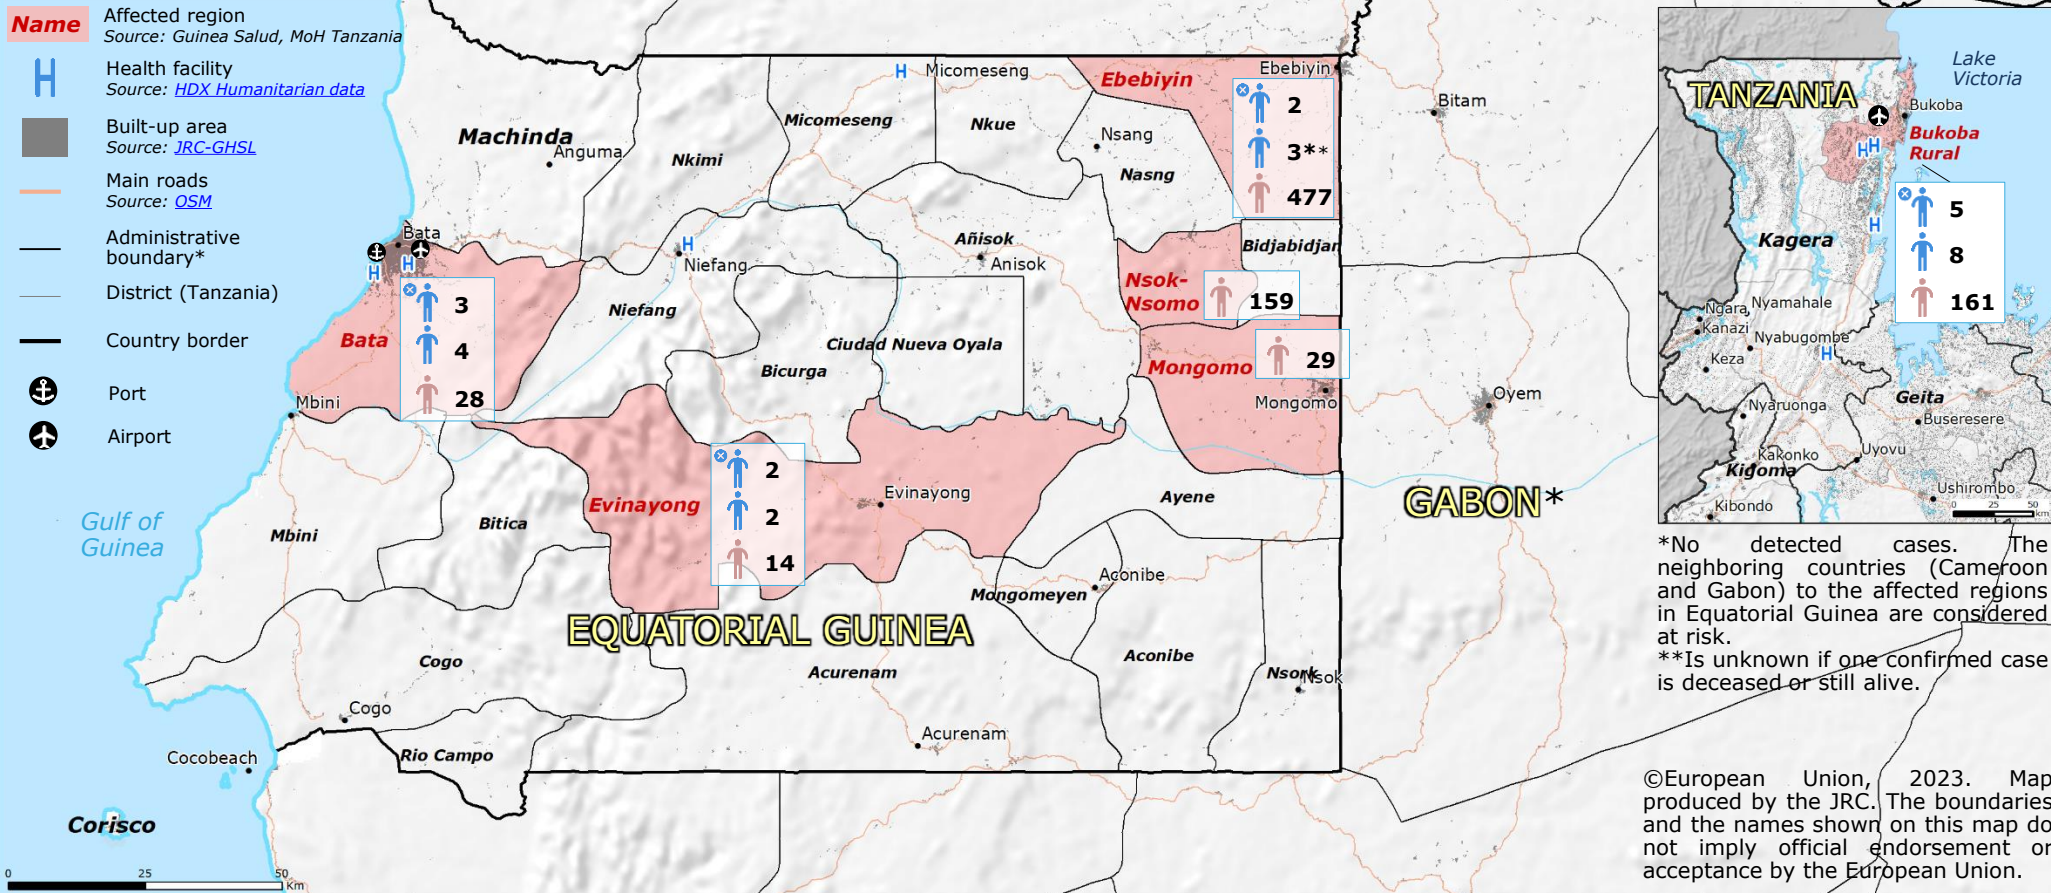 Name
Affected region
Source: Guinea Salud, MoH Tanzania
Health facility
Source: HDX Humanitarian data
Built-up area
Source: JRC-GHSL
Main roads
Source: OSM
Administrative
boundary*
District (Tanzania)
Country border
Port
Airport
Gulf of
Guinea
Corisco
0 25 50
Km
Machinda
Anguma
Nkimi
H Micomeseng
Micomeseng
Nkue
Ebebiyin
Ebebiyin
2
3**
477
Nsang
Nasng
Bitam
Bata
H H
Bata
3
4
28
H
Niefang
Niefang
Añisok
Anisok
Bidjabidjan
Nsok-
Nsomo
159
Ciudad Nueva Oyala
Bicurga
Mongomo
29
Mongomo
Oyem
Mbini
Mbini
Bitica
Evinayong
2
2
14
Evinayong
Ayene
GABON*
EQUATORIAL GUINEA
Mongomeyen
Aconibe
Aconibe
Nsork
Nsok
Cogo
Cogo
Acurenam
Acurenam
Rio Campo
Cocobeach
TANZANIA
Lake
Victoria
Bukoba
Bukoba
Rural
H H
5
8
161
H
Kagera
Ngara
Nyamahale
Kanazi
Nyabugombe
Keza
H
Geita
Nyaruonga
Buseresere
Kakonko
Uyovu
Kigoma
Ushirombo
Kibondo
0 25 50
km
*No detected cases. The
neighboring countries (Cameroon
and Gabon) to the affected regions
in Equatorial Guinea are considered
at risk.
**Is unknown if one confirmed case
is deceased or still alive.
©European Union, 2023. Map
produced by the JRC. The boundaries
and the names shown on this map do
not imply official endorsement or
acceptance by the European Union.